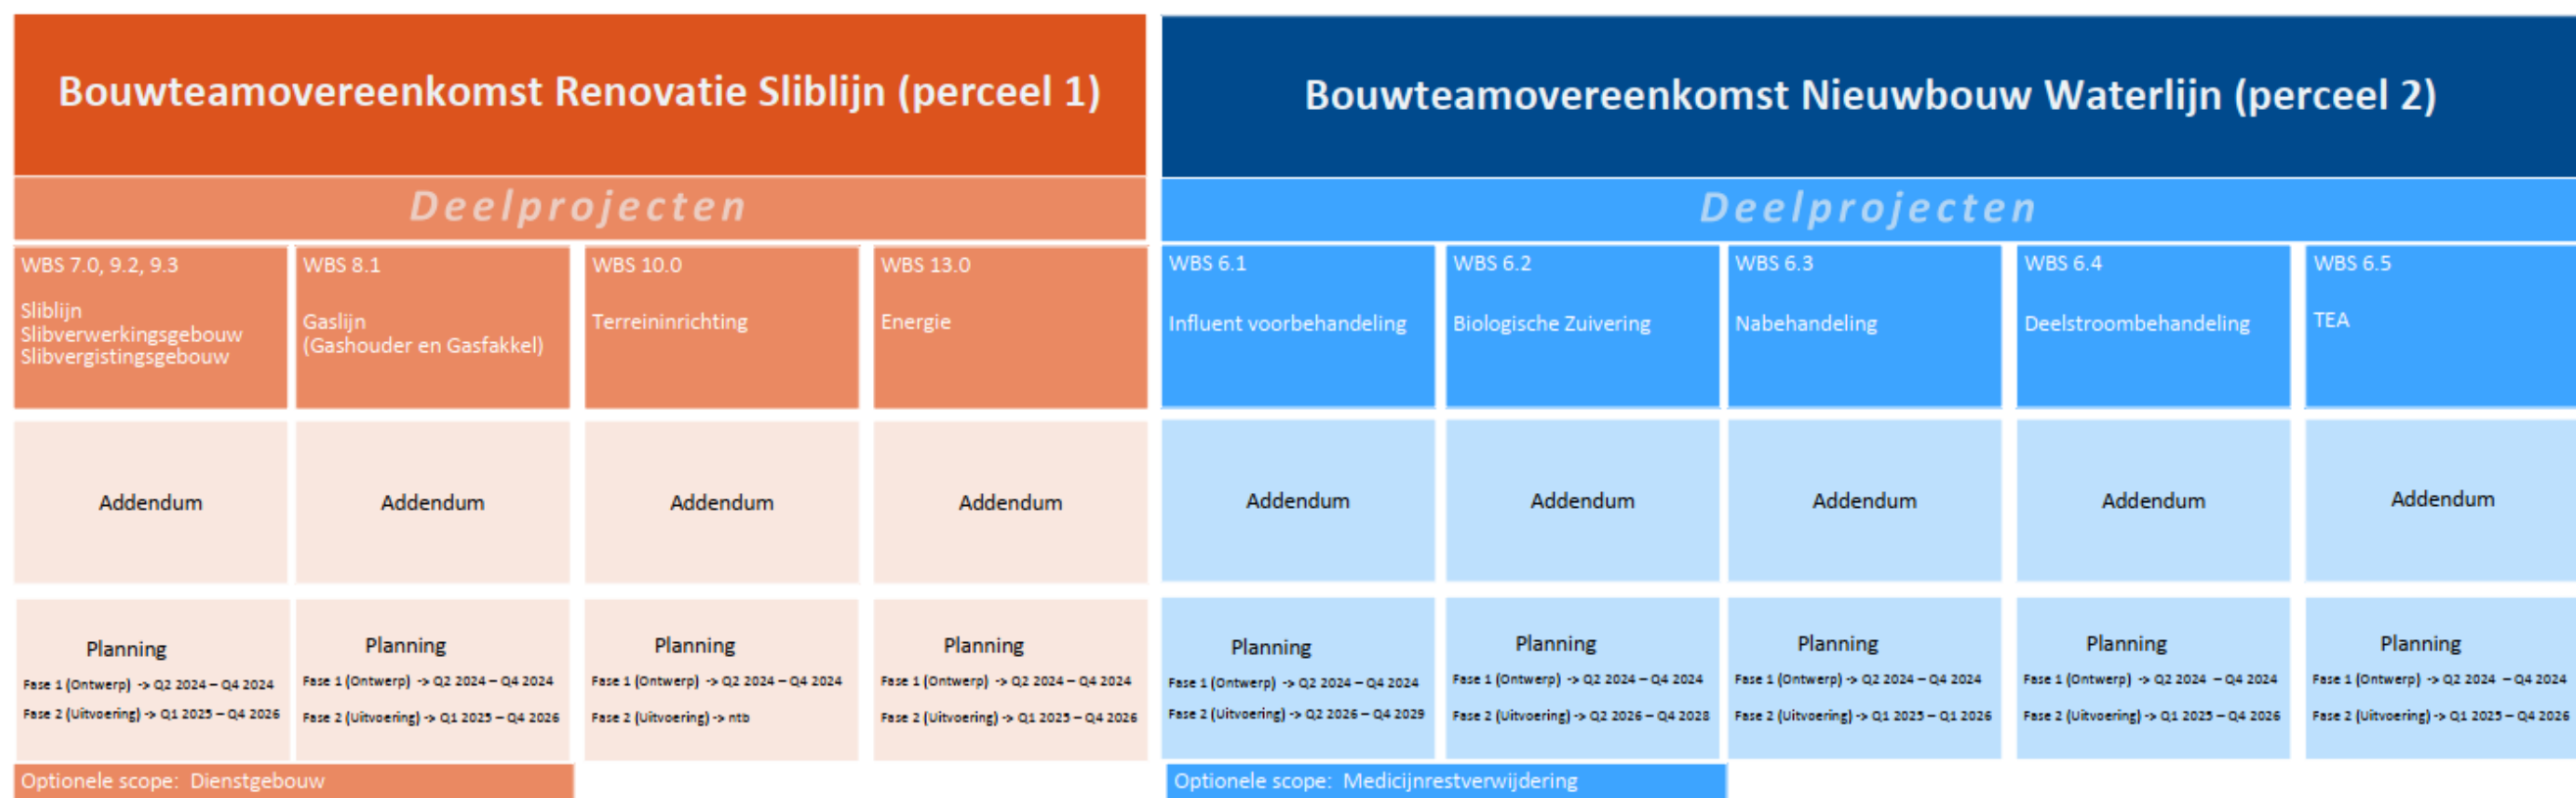 Bouwteamovereenkomst Renovatie Sliblijn (perceel 1)
Deelprojecten
WBS 7.0, 9.2, 9.3
Sliblijn
Slibverwerkingsgebouw
Slibvergistingsgebouw
WBS 8.1
Gaslijn
(Gashouder en Gasfakkel)
WBS 10.0
Terreininrichting
WBS 13.0
Energie
Addendum
Addendum
Addendum
Addendum
Planning
Fase 1 (Ontwerp) -> Q2 2024 – Q4 2024
Fase 2 (Uitvoering) -> Q1 2025 – Q4 2026
Planning
Fase 1 (Ontwerp) -> Q2 2024 – Q4 2024
Fase 2 (Uitvoering) -> Q1 2025 – Q4 2026
Planning
Fase 1 (Ontwerp) -> Q2 2024 – Q4 2024
Fase 2 (Uitvoering) -> ntb
Planning
Fase 1 (Ontwerp) -> Q2 2024 – Q4 2024
Fase 2 (Uitvoering) -> Q1 2025 – Q4 2026
Optionele scope: Dienstgebouw
Bouwteamovereenkomst Nieuwbouw Waterlijn (perceel 2)
Deelprojecten
WBS 6.1
Influent voorbehandeling
WBS 6.2
Biologische Zuivering
WBS 6.3
Nabehandeling
WBS 6.4
Deelstroombehandeling
WBS 6.5
TEA
Addendum
Addendum
Addendum
Addendum
Addendum
Planning
Fase 1 (Ontwerp) -> Q2 2024 – Q4 2024
Fase 2 (Uitvoering) -> Q2 2026 – Q4 2029
Planning
Fase 1 (Ontwerp) -> Q2 2024 – Q4 2024
Fase 2 (Uitvoering) -> Q2 2026 – Q4 2028
Planning
Fase 1 (Ontwerp) -> Q2 2024 – Q4 2024
Fase 2 (Uitvoering) -> Q1 2025 – Q1 2026
Planning
Fase 1 (Ontwerp) -> Q2 2024 – Q4 2024
Fase 2 (Uitvoering) -> Q1 2025 – Q4 2026
Planning
Fase 1 (Ontwerp) -> Q2 2024 – Q4 2024
Fase 2 (Uitvoering) -> Q1 2025 – Q4 2026
Optionele scope: Medicijnrestverwijdering